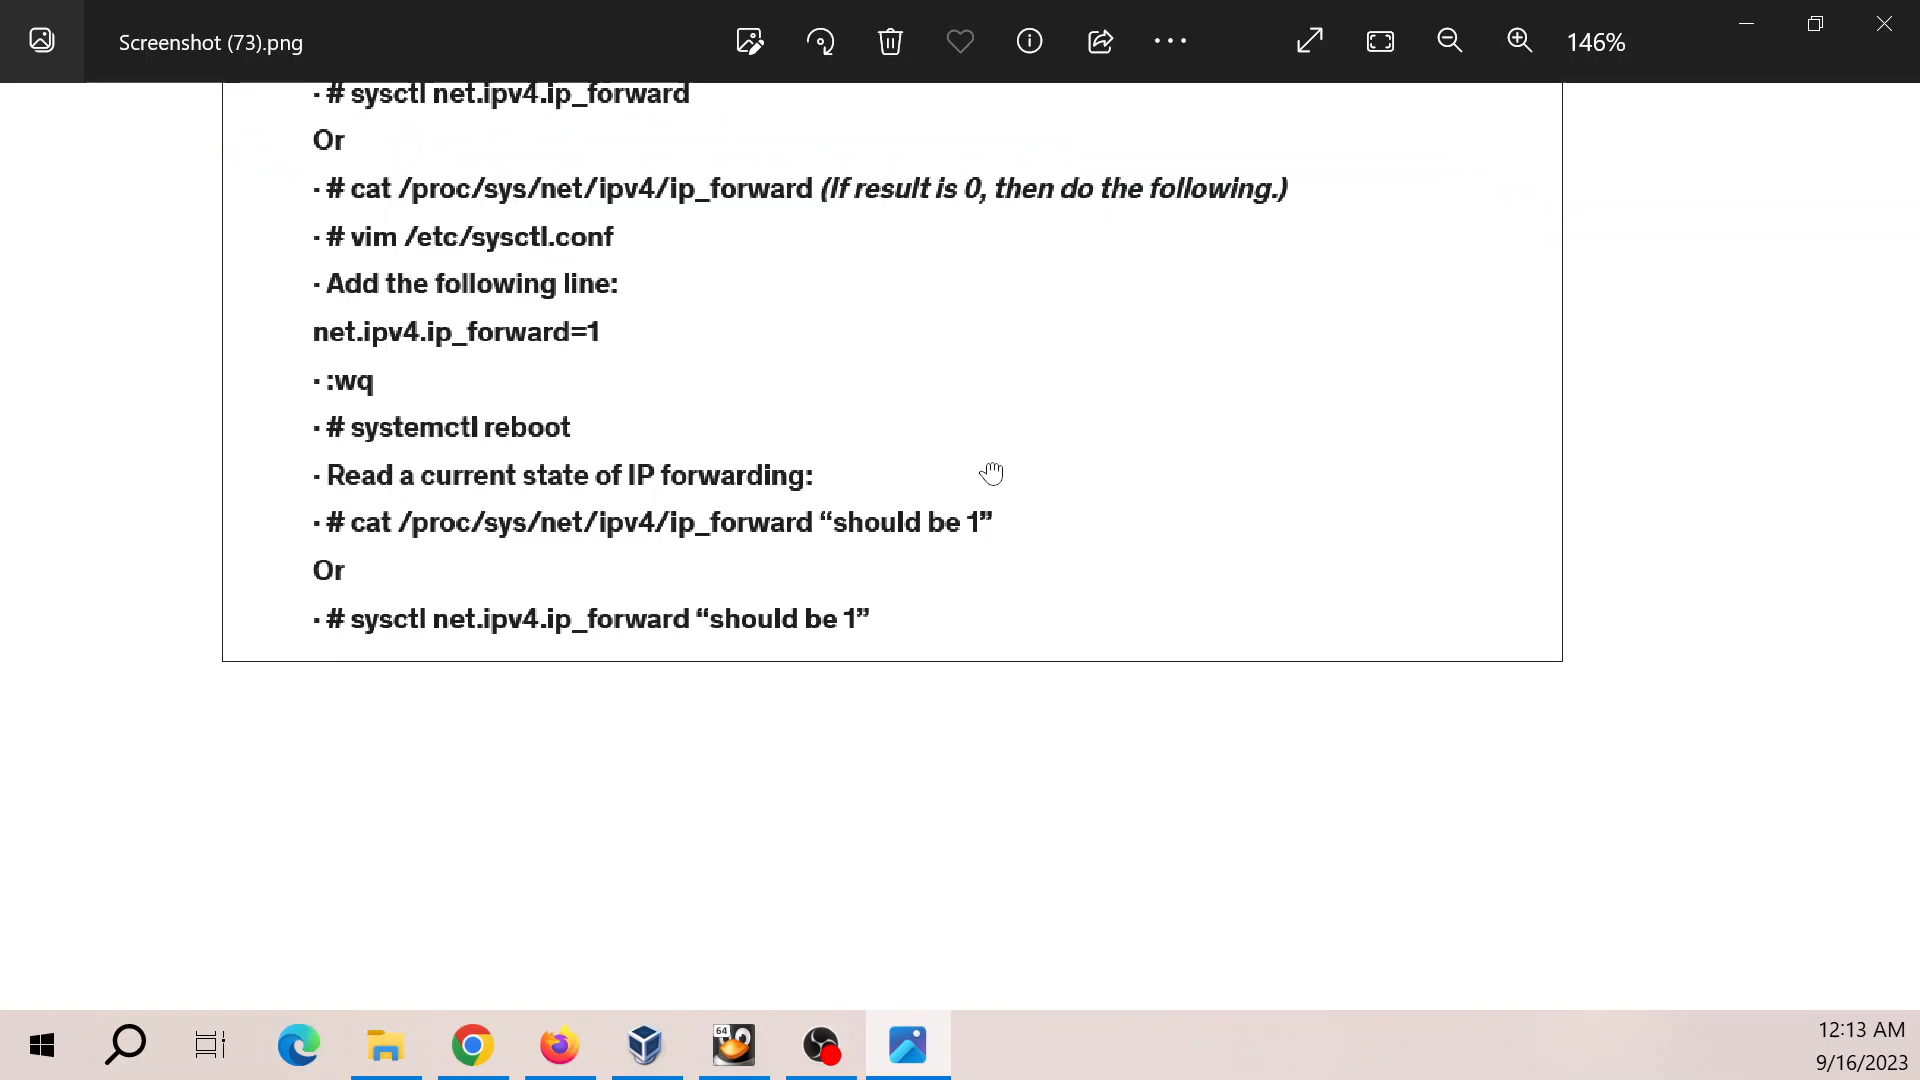 Screenshot (73).png
146%
· # sysctl net.ipv4.ip_forward
Or
· # cat /proc/sys/net/ipv4/ip_forward (If result is 0, then do the following.)
· # vim /etc/sysctl.conf
· Add the following line:
net.ipv4.ip_forward=1
· :wq
· # systemctl reboot
· Read a current state of IP forwarding:
· # cat /proc/sys/net/ipv4/ip_forward “should be 1”
Or
· # sysctl net.ipv4.ip_forward “should be 1”
64
12:13 AM
9/16/2023